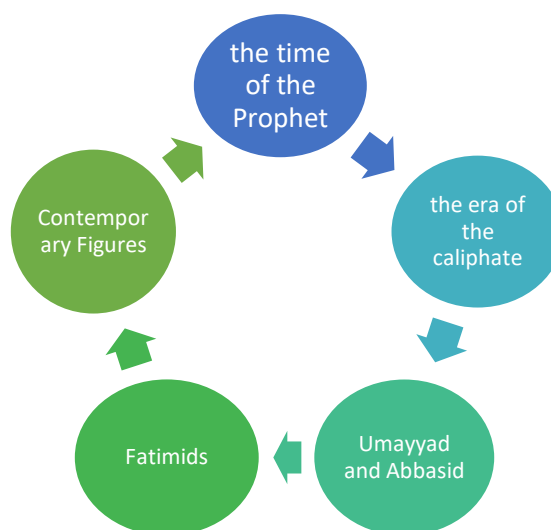 the time
of the
Prophet
the era of
the
caliphate
Umayyad
and Abbasid
Fatimids
Contempor
ary Figures